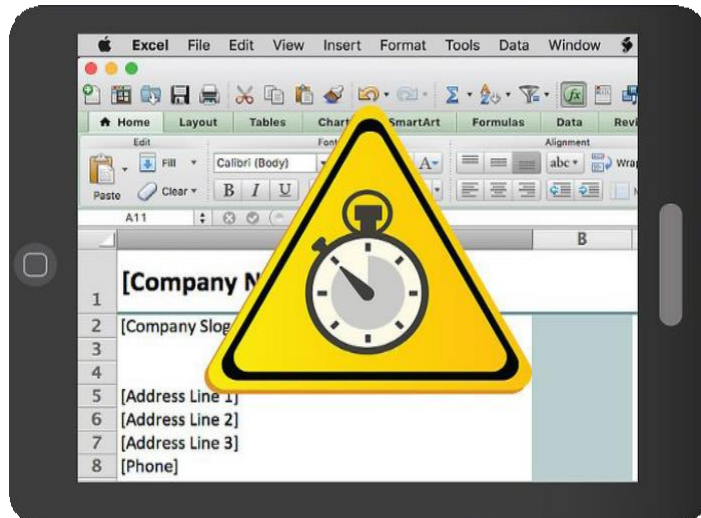 Excel File Edit View Insert Format Tools Data Window
Home Layout Tables SmartArt Formulas Data
Edit Alignment
Fill Calibri (Body) A abc
Paste Clear B I U
A11 fx
B
1 [Company
2 [Company
3
4
5 [Address Line 1]
6 [Address Line 2]
7 [Address Line 3]
8 [Phone]